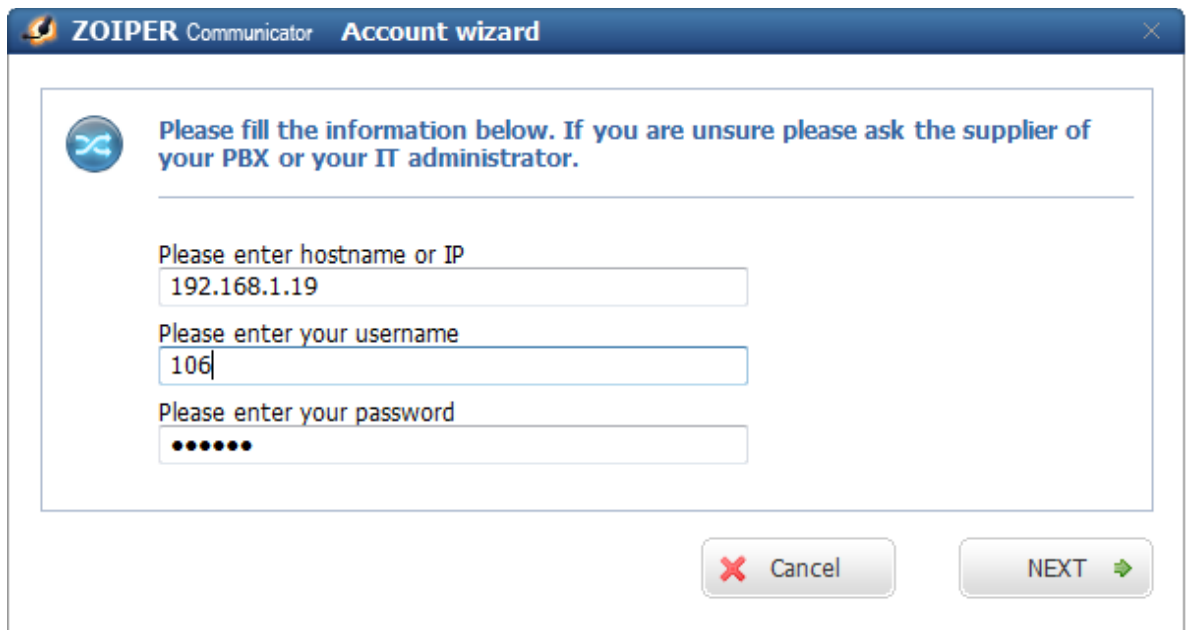 ZOIPER Communicator Account wizard
Please fill the information below. If you are unsure please ask the supplier of
your PBX or your IT administrator.
Please enter hostname or IP
192.168.1.19
Please enter your username
106
Please enter your password
••••••
Cancel
NEXT